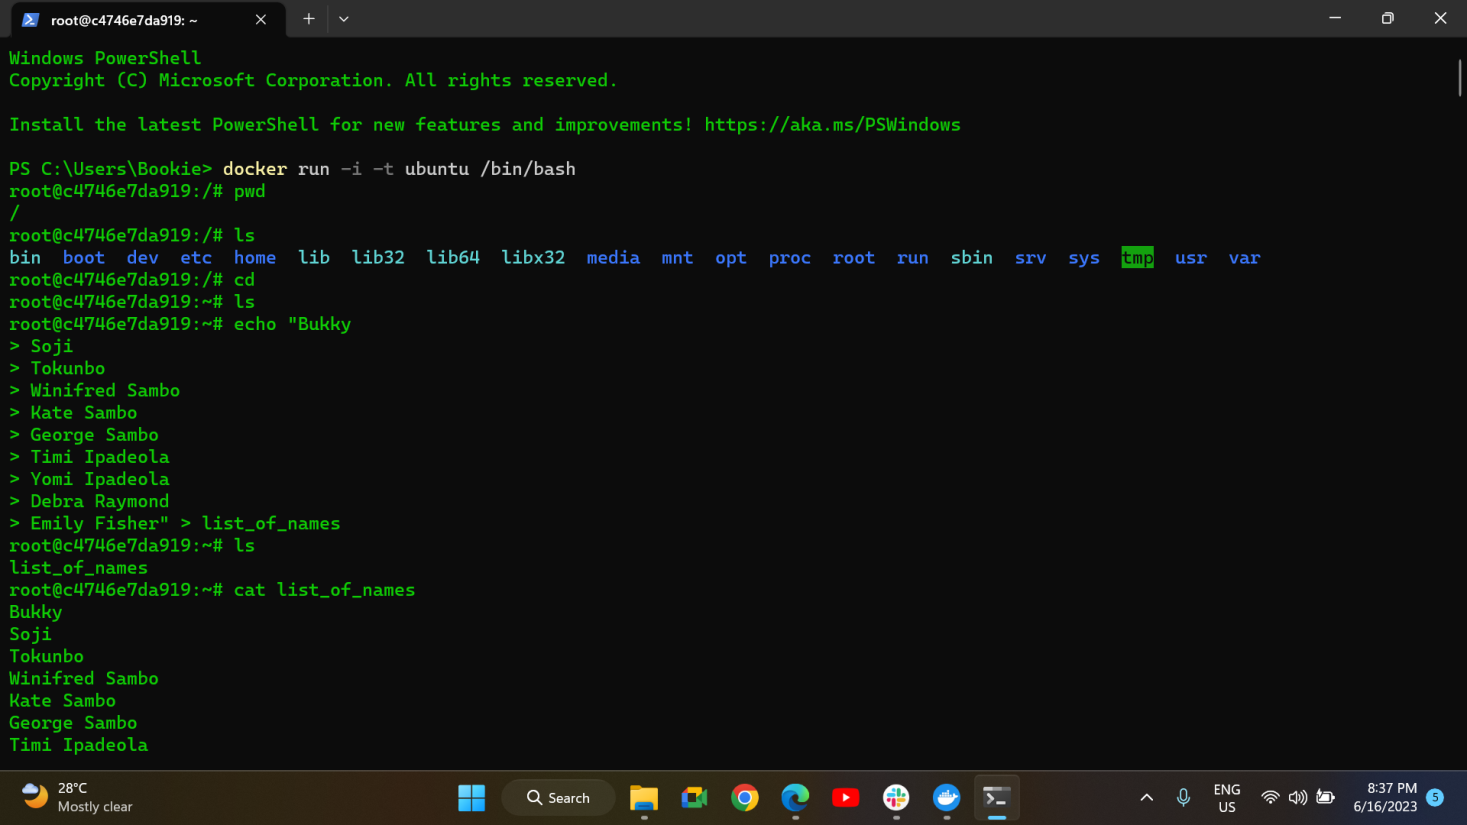 root@c4746e7da919: ~
Windows PowerShell
Copyright (C) Microsoft Corporation. All rights reserved.
Install the latest PowerShell for new features and improvements! https://aka.ms/PSWindows
PS C:\Users\Bookie> docker run -i -t ubuntu /bin/bash
root@c4746e7da919:/# pwd
/
root@c4746e7da919:/# ls
bin  boot  dev  etc  home  lib  lib32  lib64  libx32  media  mnt  opt  proc  root  run  sbin  srv  sys  tmp  usr  var
root@c4746e7da919:/# cd
root@c4746e7da919:~# ls
root@c4746e7da919:~# echo "Bukky
> Soji
> Tokunbo
> Winifred Sambo
> Kate Sambo
> George Sambo
> Timi Ipadeola
> Yomi Ipadeola
> Debra Raymond
> Emily Fisher" > list_of_names
root@c4746e7da919:~# ls
list_of_names
root@c4746e7da919:~# cat list_of_names
Bukky
Soji
Tokunbo
Winifred Sambo
Kate Sambo
George Sambo
Timi Ipadeola
28°C
Mostly clear
Search
ENG
US
8:37 PM
6/16/2023
5